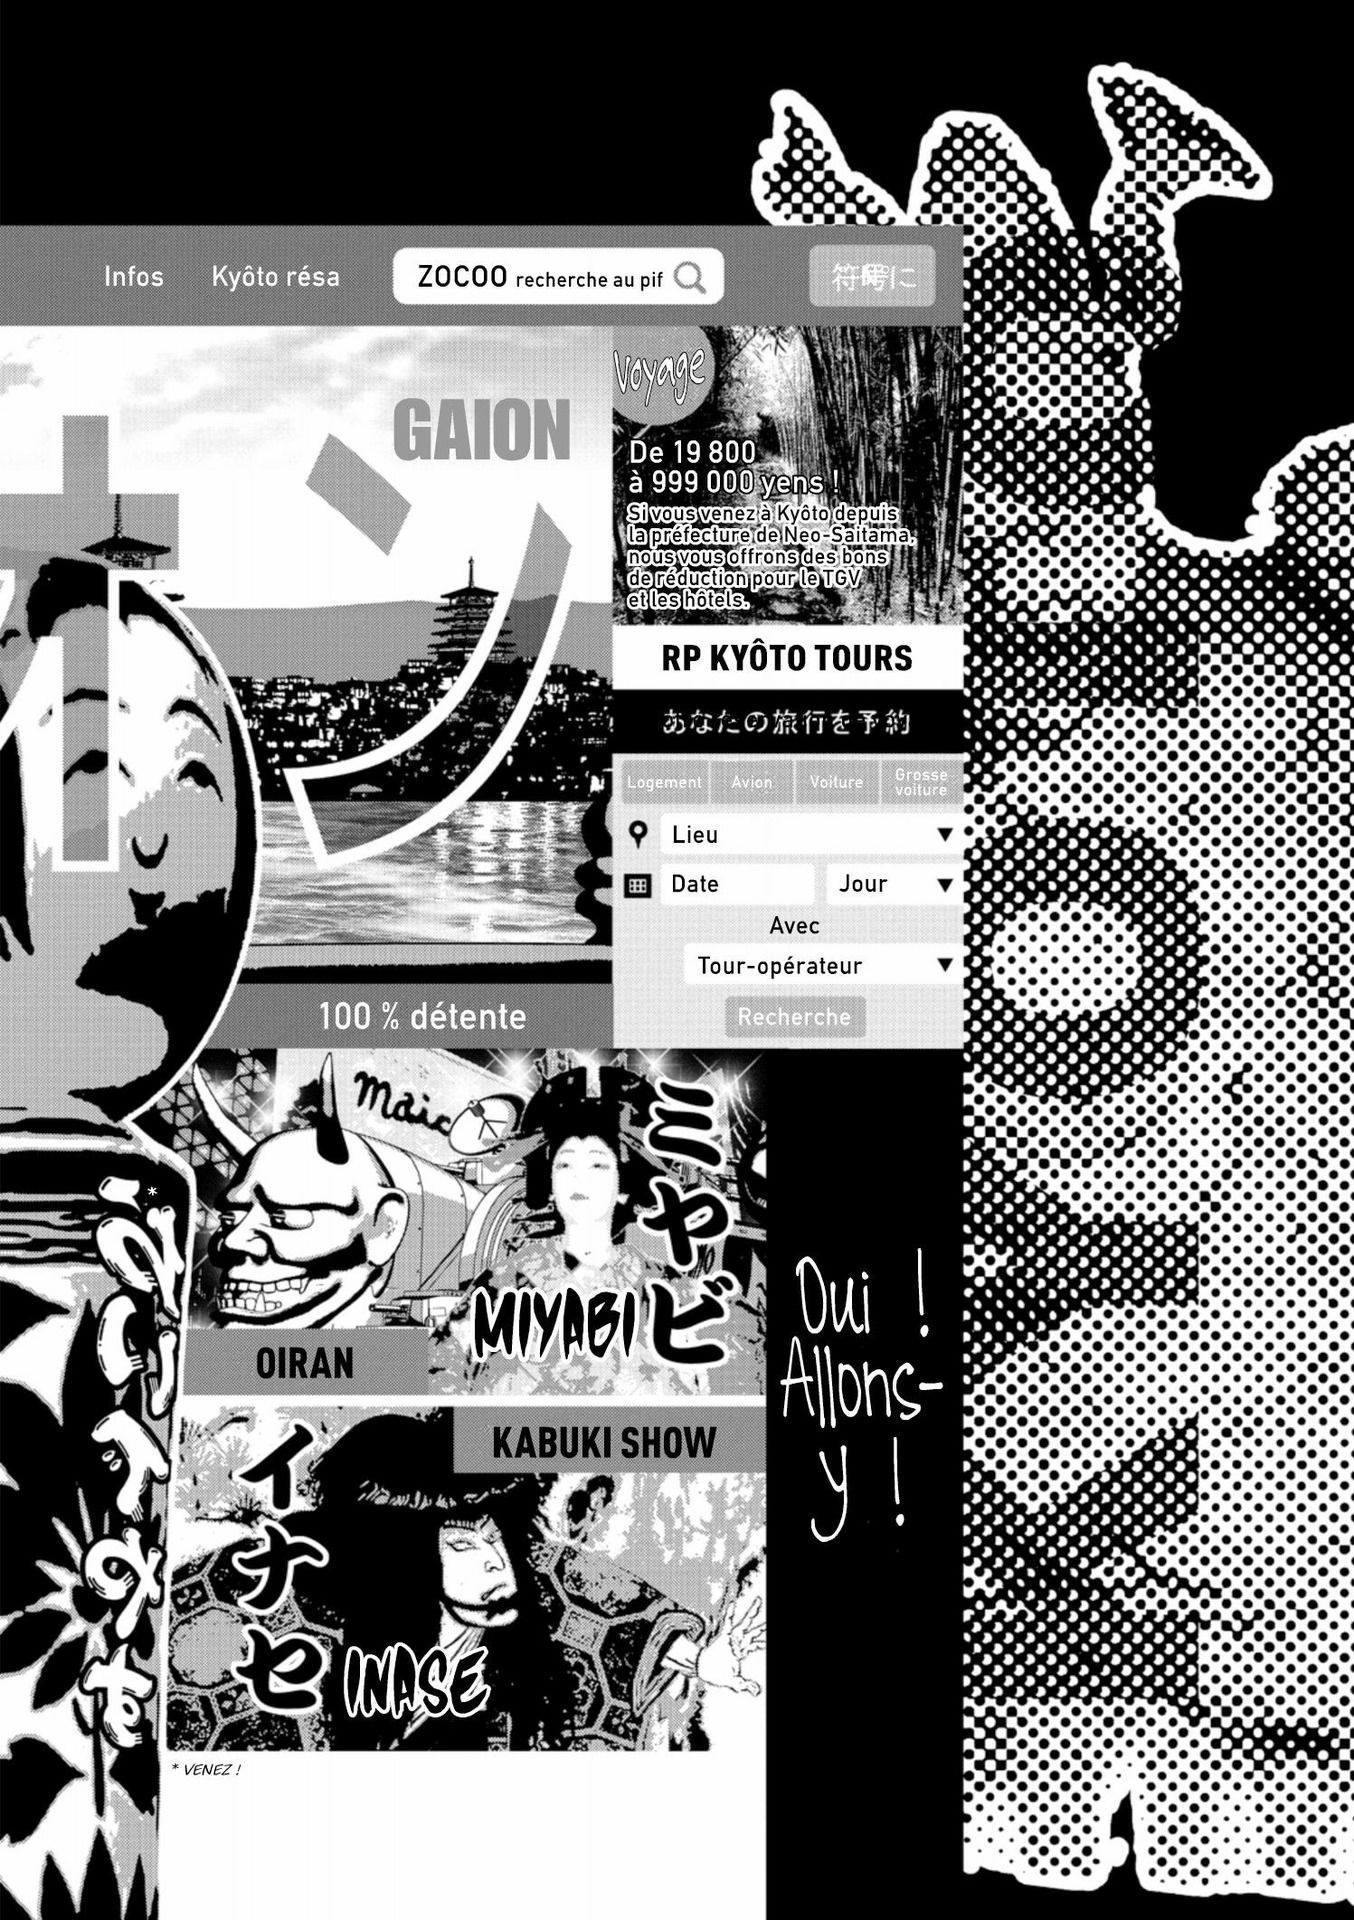 Infos
Kyôto résa
ZOCOO recherche au pif
GAION
オン
Voyage
De 19 800
à 999 000 yens !
Si vous venez à Kyôto depuis
la préfecture de Neo-Saitama,
nous vous offrons des bons
de réduction pour le TGV
et les hôtels.
RP KYÔTO TOURS
あなたの旅行を予約
Logement
Avion
Voiture
Grosse
voiture
Lieu
Date
Jour
Avec
Tour-opérateur
Recherche
100 % détente
Maic
ミヤビ
MIYABI
OIRAN
KABUKI SHOW
イナセ
INASE
Oui !
Allons-
y !
*
* VENEZ !